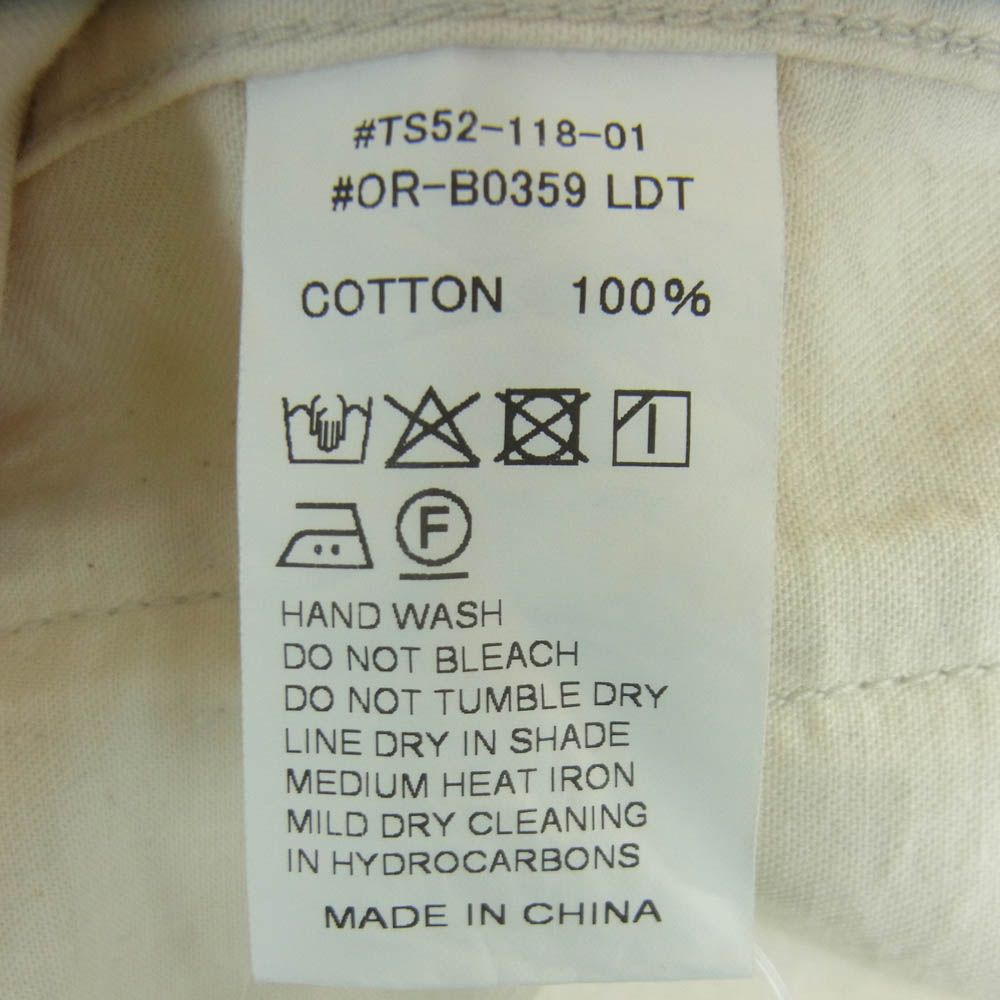 #TS52-118-01
#OR-B0359 LDT
COTTON 100%
F
HAND WASH
DO NOT BLEACH
DO NOT TUMBLE DRY
LINE DRY IN SHADE
MEDIUM HEAT IRON
MILD DRY CLEANING
IN HYDROCARBONS
MADE IN CHINA